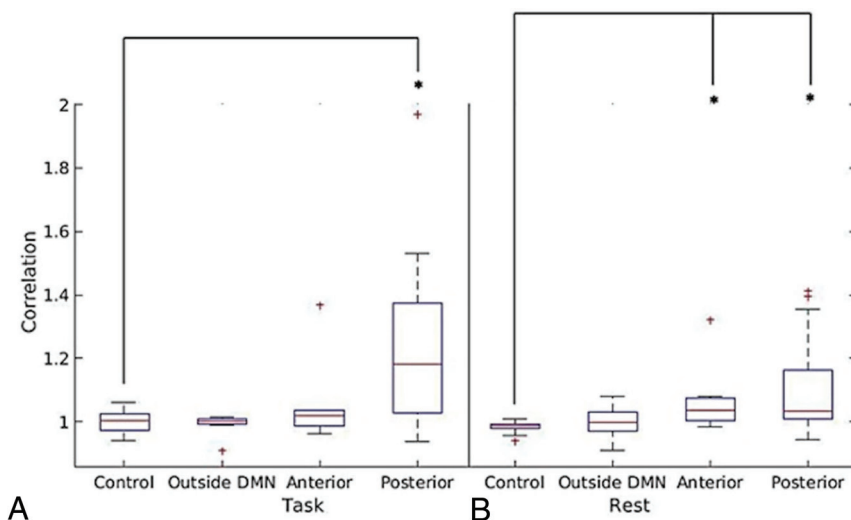 * *
*
2
1.8
1.6
1.4
1.2
1
Correlation
Control Outside DMN Anterior Posterior Control Outside DMN Anterior Posterior
A Task B Rest